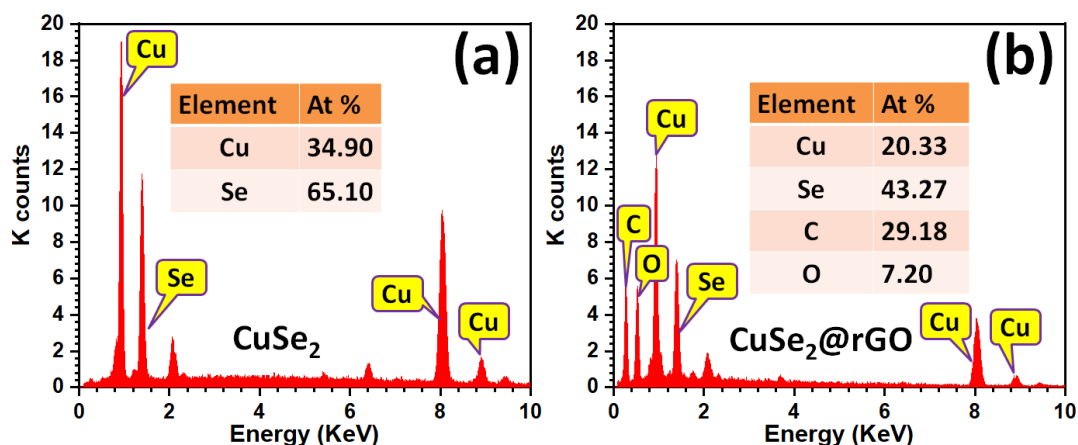 (a)
K counts
20
18
16
14
12
10
8
6
4
2
0
Cu
Element At %
Cu 34.90
Se 65.10
Se
Cu
Cu
CuSe₂
0 2 4 6 8 10
Energy (KeV)
(b)
K counts
20
18
16
14
12
10
8
6
4
2
0
Cu
Element At %
Cu 20.33
Se 43.27
C 29.18
O 7.20
C
O
Se
Cu
Cu
CuSe₂@rGO
0 2 4 6 8 10
Energy (KeV)